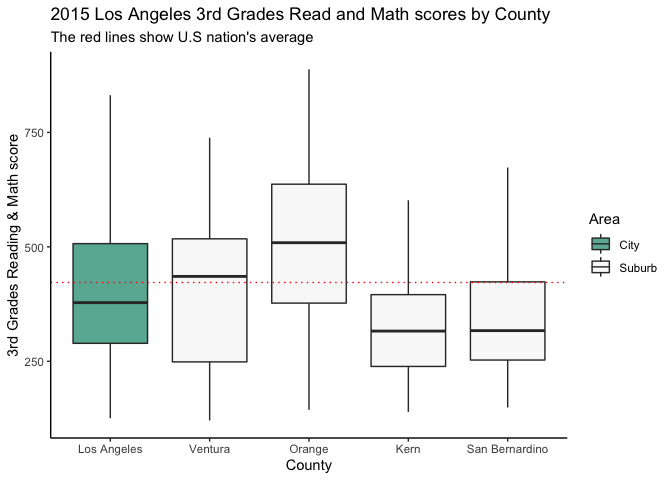 2015 Los Angeles 3rd Grades Read and Math scores by County
The red lines show U.S nation's average
3rd Grades Reading & Math score
750
500
250
Los Angeles Ventura Orange Kern San Bernardino
County
Area
City
Suburb